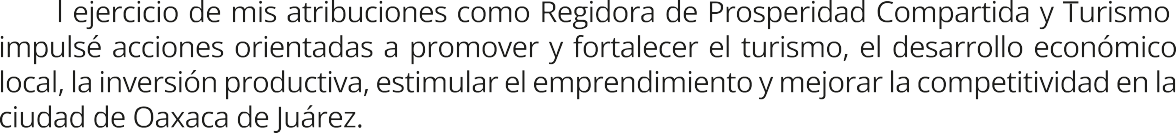 l ejercicio de mis atribuciones como Regidora de Prosperidad Compartida y Turismo
impulsé acciones orientadas a promover y fortalecer el turismo, el desarrollo económico
local, la inversión productiva, estimular el emprendimiento y mejorar la competitividad en la
ciudad de Oaxaca de Juárez.